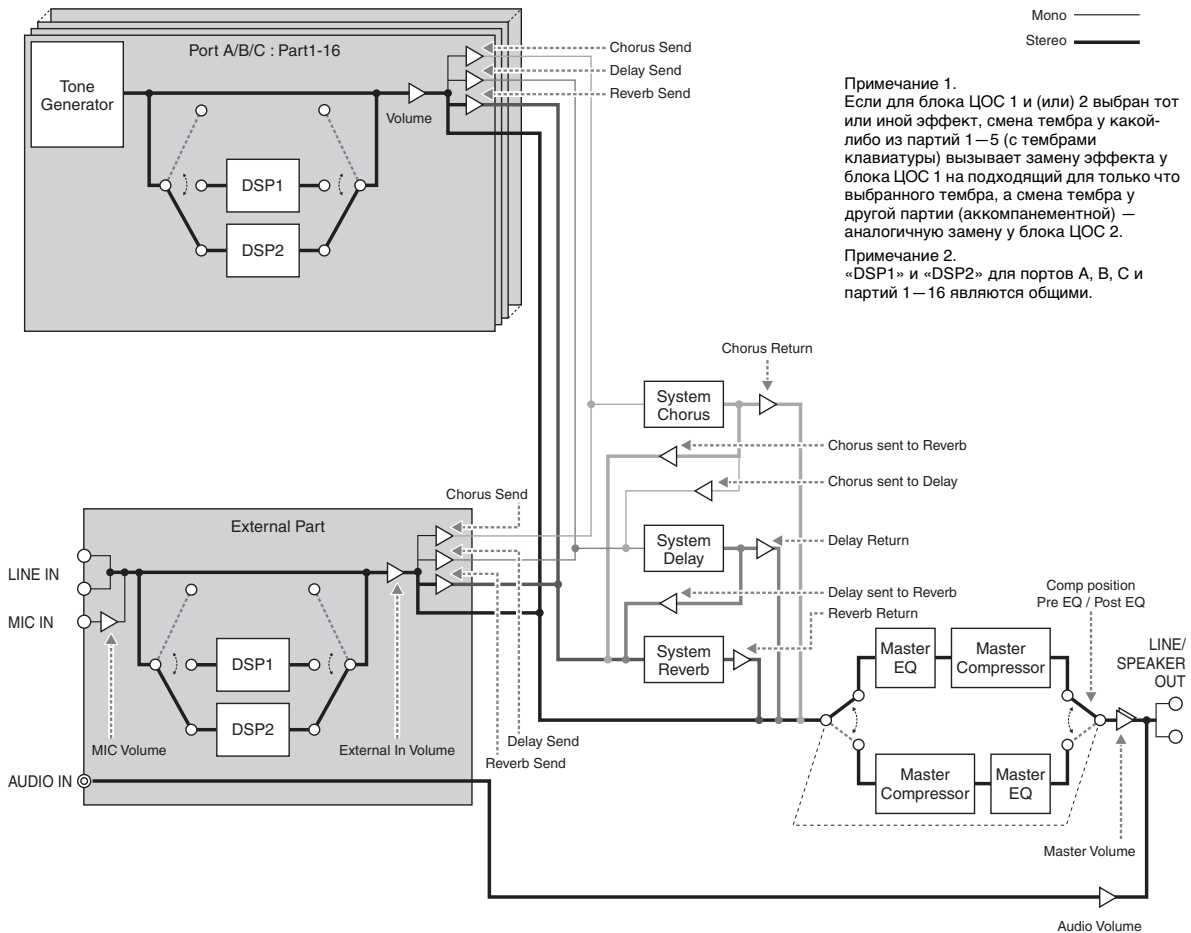 Mono
Stereo
Port A/B/C : Part1-16
Tone
Generator
DSP1
DSP2
Volume
Chorus Send
Delay Send
Reverb Send
Примечание 1.
Если для блока ЦОС 1 и (или) 2 выбран тот
или иной эффект, смена тембра у какой-
либо из партий 1—5 (с тембрами
клавиатуры) вызывает замену эффекта у
блока ЦОС 1 на подходящий для только что
выбранного тембра, а смена тембра у
другой партии (аккомпанементной) —
аналогичную замену у блока ЦОС 2.
Примечание 2.
«DSP1» и «DSP2» для портов A, B, C и
партий 1—16 являются общими.
Chorus Return
System
Chorus
Chorus sent to Reverb
Chorus sent to Delay
System
Delay
Delay Return
Delay sent to Reverb
Reverb Return
System
Reverb
Chorus Send
External Part
LINE IN
MIC IN
DSP1
DSP2
MIC Volume
External In Volume
Delay Send
Reverb Send
AUDIO IN
Comp position
Pre EQ / Post EQ
Master
EQ
Master
Compressor
LINE/
SPEAKER
OUT
Master
Compressor
Master
EQ
Master Volume
Audio Volume